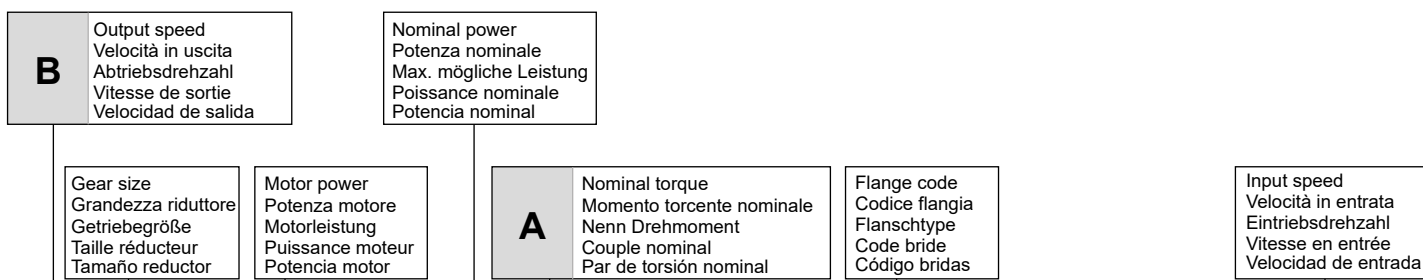 B
Output speed
Velocità in uscita
Abtriebsdrehzahl
Vitesse de sortie
Velocidad de salida
Nominal power
Potenza nominale
Max. mögliche Leistung
Poissance nominale
Potencia nominal
Gear size
Grandezza riduttore
Getriebegröße
Taille réducteur
Tamaño reductor
Motor power
Potenza motore
Motorleistung
Puissance moteur
Potencia motor
A
Nominal torque
Momento torcente nominale
Nenn Drehmoment
Couple nominal
Par de torsión nominal
Flange code
Codice flangia
Flanschtype
Code bride
Código bridas
Input speed
Velocità in entrata
Eintriebsdrehzahl
Vitesse en entrée
Velocidad de entrada